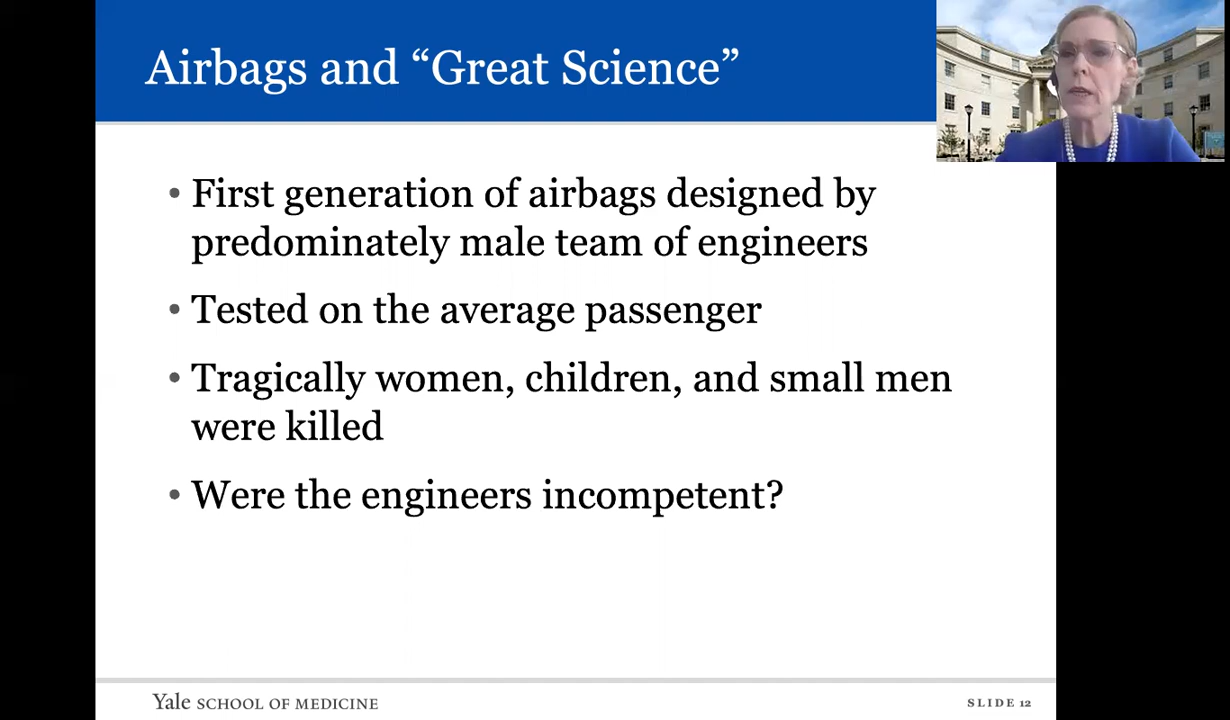 Airbags and “Great Science”
• First generation of airbags designed by
predominately male team of engineers
• Tested on the average passenger
• Tragically women, children, and small men
were killed
• Were the engineers incompetent?
Yale SCHOOL OF MEDICINE
SLIDE 12